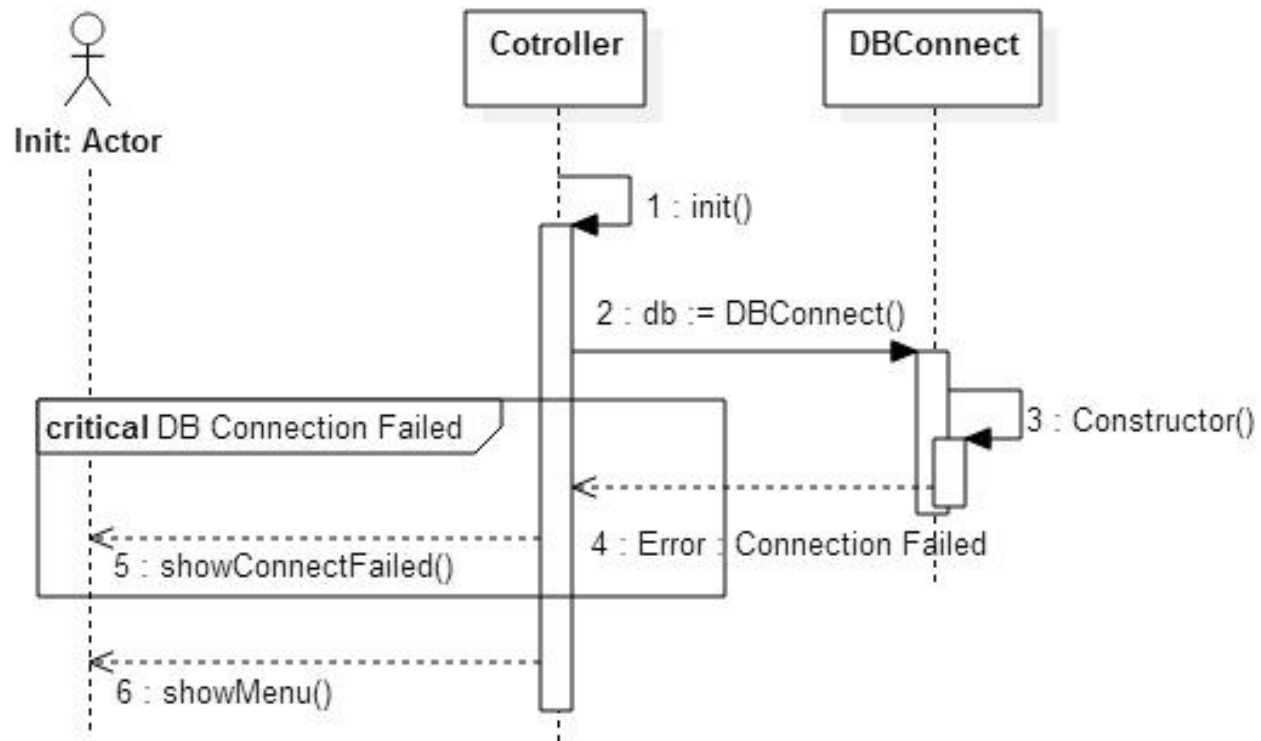 Cotroller
DBConnect
Init: Actor
1 : init()
2 : db := DBConnect()
critical DB Connection Failed
3 : Constructor()
4 : Error : Connection Failed
5 : showConnectFailed()
6 : showMenu()